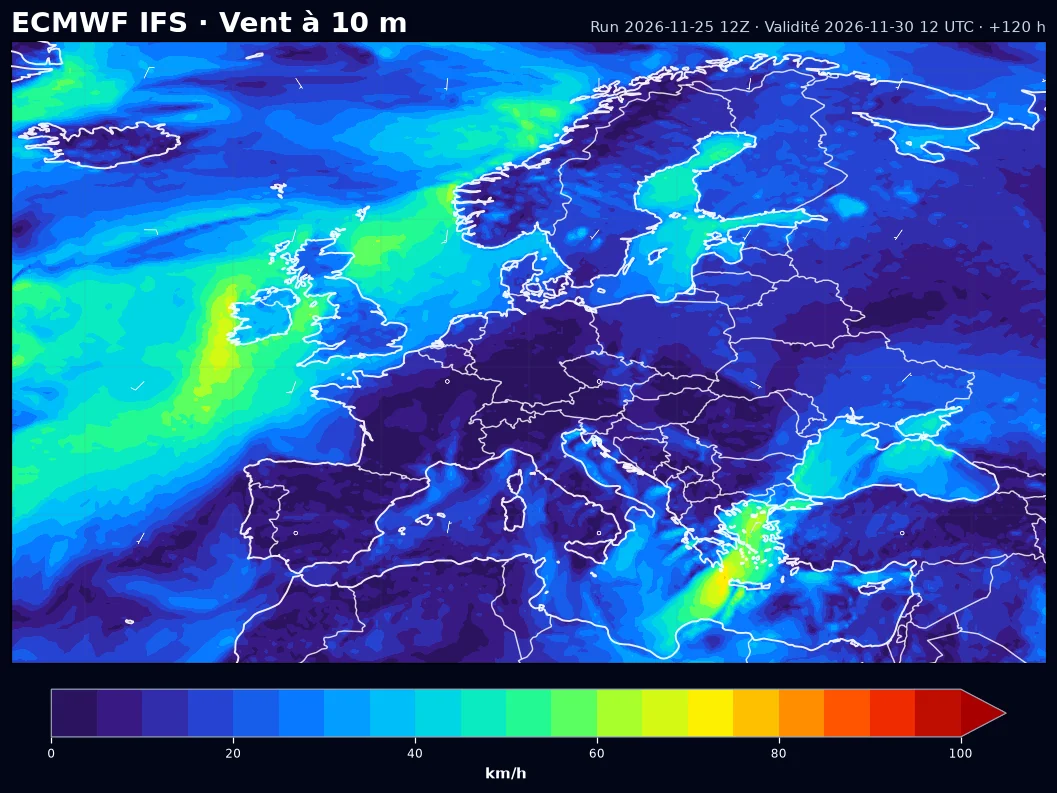 ECMWF IFS · Vent à 10 m
Run 2026-11-25 12Z · Validité 2026-11-30 12 UTC · +120 h
0 20 40 60 80 100
km/h